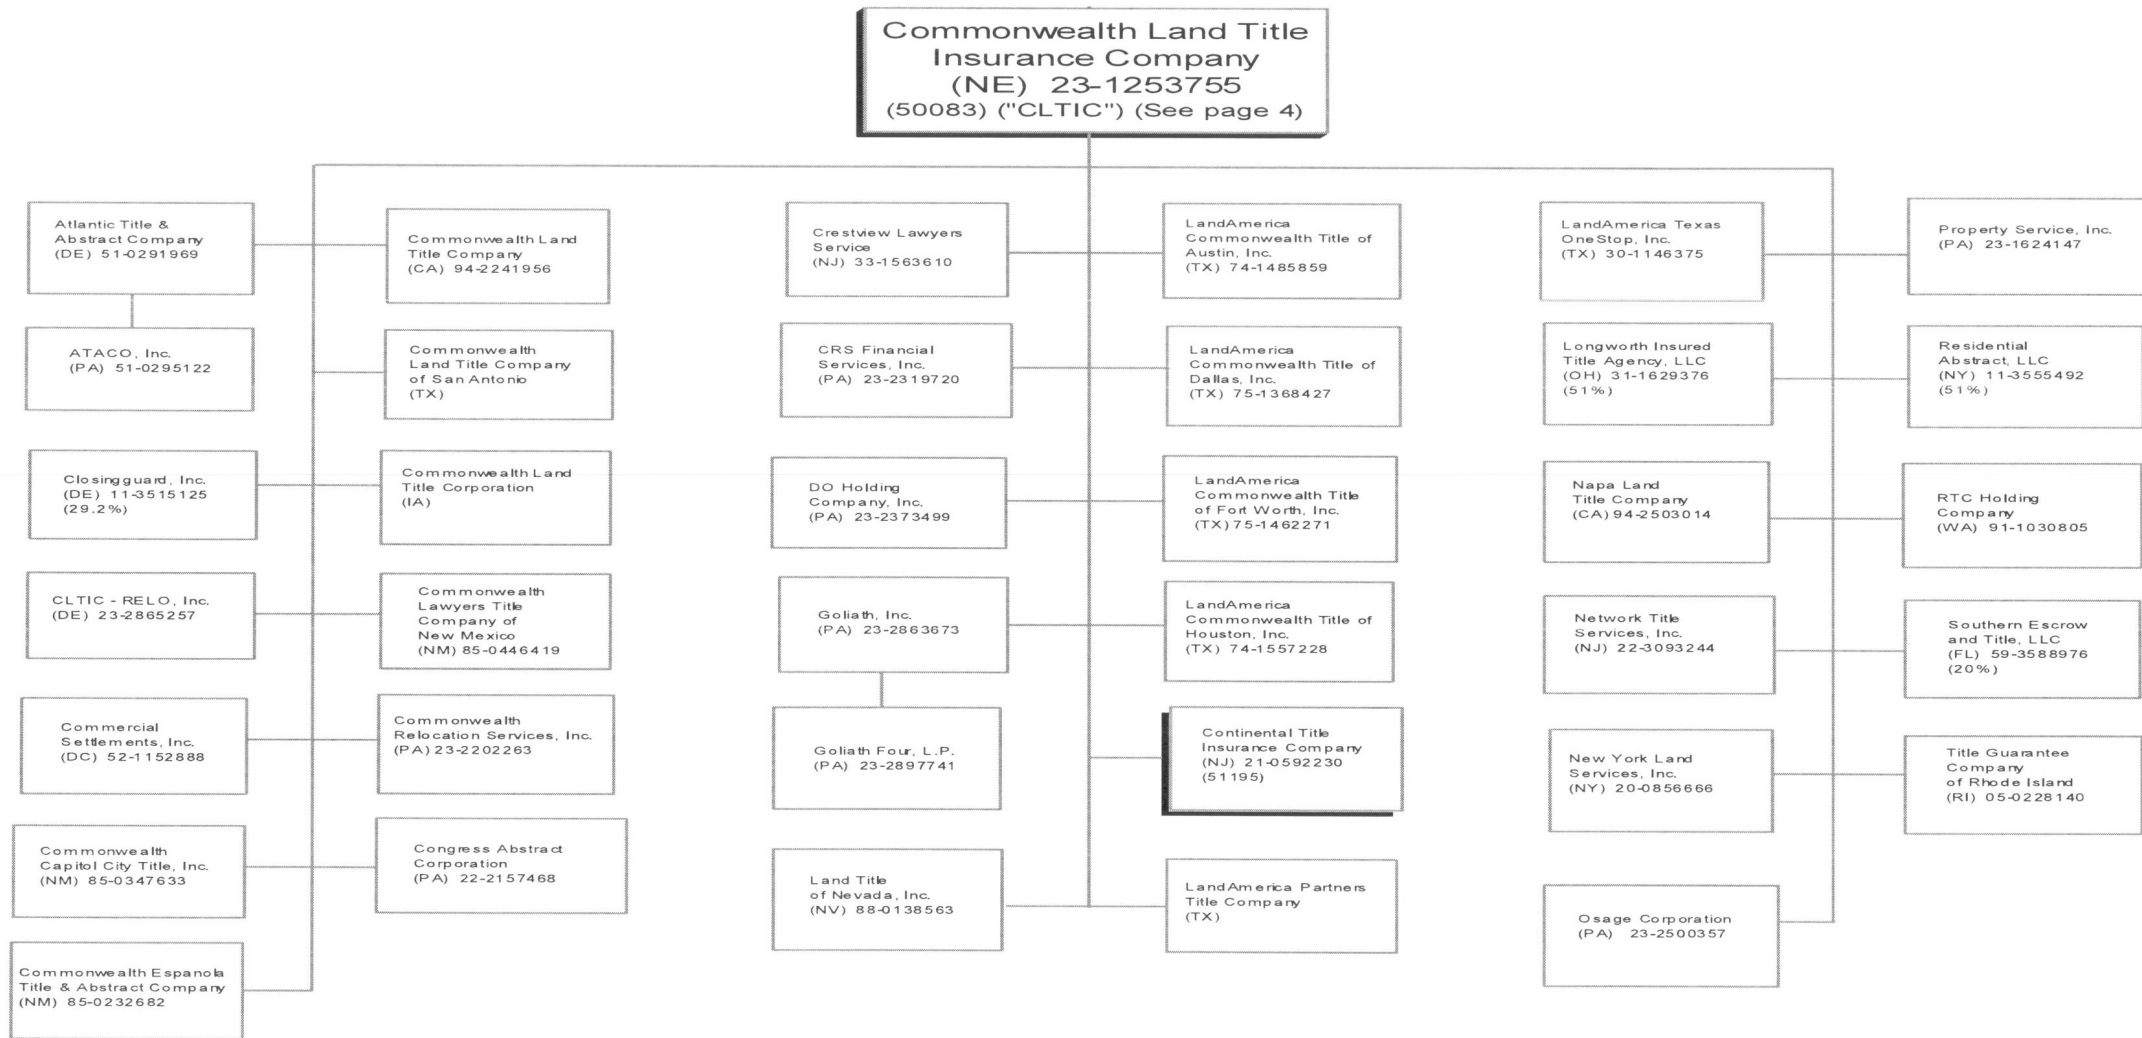 Commonwealth Land Title
Insurance Company
(NE) 23-1253755
(50083) ("CLTIC") (See page 4)
Atlantic Title &
Abstract Company
(DE) 51-0291969
Commonwealth Land
Title Company
(CA) 94-2241956
ATACO, Inc.
(PA) 51-0295122
Commonwealth
Land Title Company
of San Antonio
(TX)
Closingguard, Inc.
(DE) 11-3515125
(29.2%)
Commonwealth Land
Title Corporation
(IA)
CLTIC - RELO, Inc.
(DE) 23-2865257
Commonwealth
Lawyers Title
Company of
New Mexico
(NM) 85-0446419
Commercial
Settlements, Inc.
(DC) 52-1152888
Commonwealth
Relocation Services, Inc.
(PA) 23-2202263
Commonwealth
Capitol City Title, Inc.
(NM) 85-0347633
Congress Abstract
Corporation
(PA) 22-2157468
Commonwealth Espanola
Title & Abstract Company
(NM) 85-0232682
Crestview Lawyers
Service
(NJ) 33-1563610
LandAmerica
Commonwealth Title of
Austin, Inc.
(TX) 74-1485859
CRS Financial
Services, Inc.
(PA) 23-2319720
LandAmerica
Commonwealth Title of
Dallas, Inc.
(TX) 75-1368427
DO Holding
Company, Inc.
(PA) 23-2373499
LandAmerica
Commonwealth Title
of Fort Worth, Inc.
(TX) 75-1462271
Goliath, Inc.
(PA) 23-2863673
LandAmerica
Commonwealth Title of
Houston, Inc.
(TX) 74-1557228
Goliath Four, L.P.
(PA) 23-2897741
Continental Title
Insurance Company
(NJ) 21-0592230
(51195)
Land Title
of Nevada, Inc.
(NV) 88-0138563
LandAmerica Partners
Title Company
(TX)
LandAmerica Texas
OneStop, Inc.
(TX) 30-1146375
Property Service, Inc.
(PA) 23-1624147
Longworth Insured
Title Agency, LLC
(OH) 31-1629376
(51%)
Residential
Abstract, LLC
(NY) 11-3555492
(51%)
Napa Land
Title Company
(CA) 94-2503014
RTC Holding
Company
(WA) 91-1030805
Network Title
Services, Inc.
(NJ) 22-3093244
Southern Escrow
and Title, LLC
(FL) 59-3588976
(20%)
New York Land
Services, Inc.
(NY) 20-0856666
Title Guarantee
Company
of Rhode Island
(RI) 05-0228140
Osage Corporation
(PA) 23-2500357